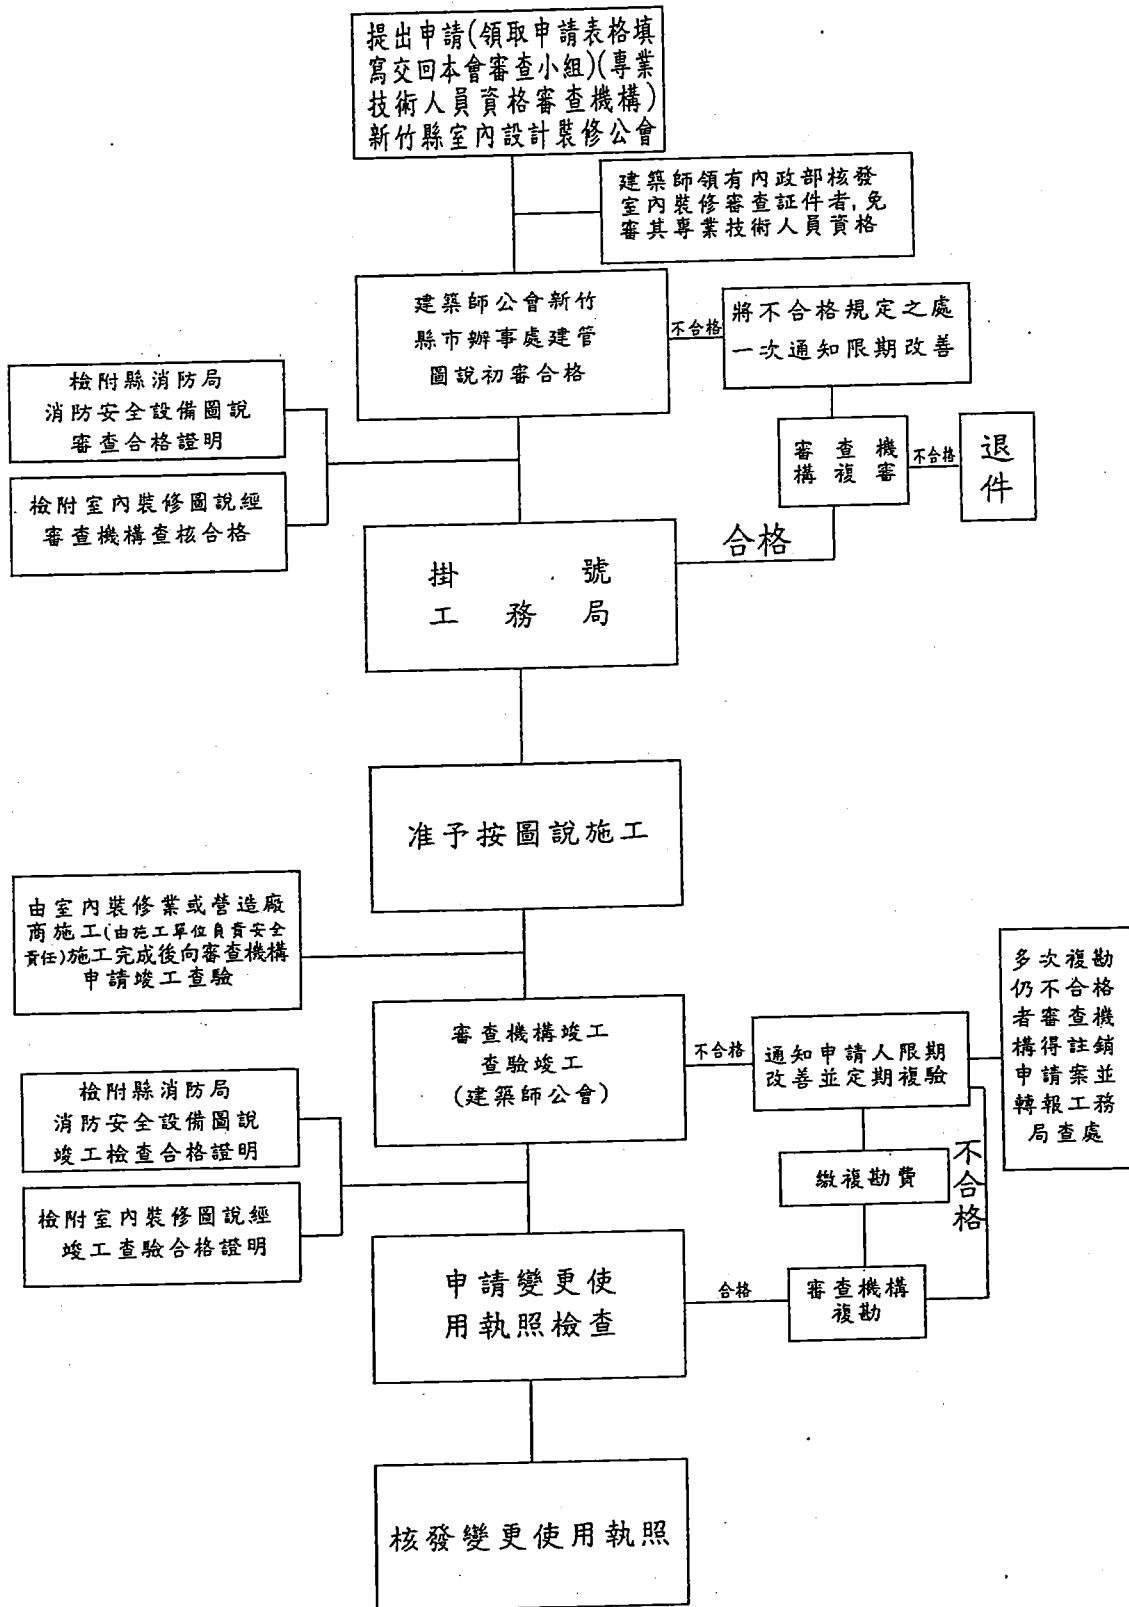 提出申請(領取申請表格填
寫交回本會審查小組)(專業
技術人員資格審查機構)
新竹縣室內設計裝修公會
建築師領有內政部核發
室內裝修審查証件者,免
審其專業技術人員資格
建築師公會新竹
縣市辦事處建管
圖說初審合格
不合格
將不合格規定之處
一次通知限期改善
檢附縣消防局
消防安全設備圖說
審查合格證明
審查機
構複審
不合格
退
件
檢附室內裝修圖說經
審查機構查核合格
合格
掛號
工務局
准予按圖說施工
由室內裝修業或營造廠
商施工(由施工單位負責安全
責任)施工完成後向審查機構
申請竣工查驗
審查機構竣工
查驗竣工
(建築師公會)
不合格
通知申請人限期
改善並定期複驗
多次複勘
仍不合格
者審查機
構得註銷
申請案並
轉報工務
局查處
檢附縣消防局
消防安全設備圖說
竣工檢查合格證明
繳複勘費
不
合
格
檢附室內裝修圖說經
竣工查驗合格證明
申請變更使
用執照檢查
合格
審查機構
複勘
核發變更使用執照